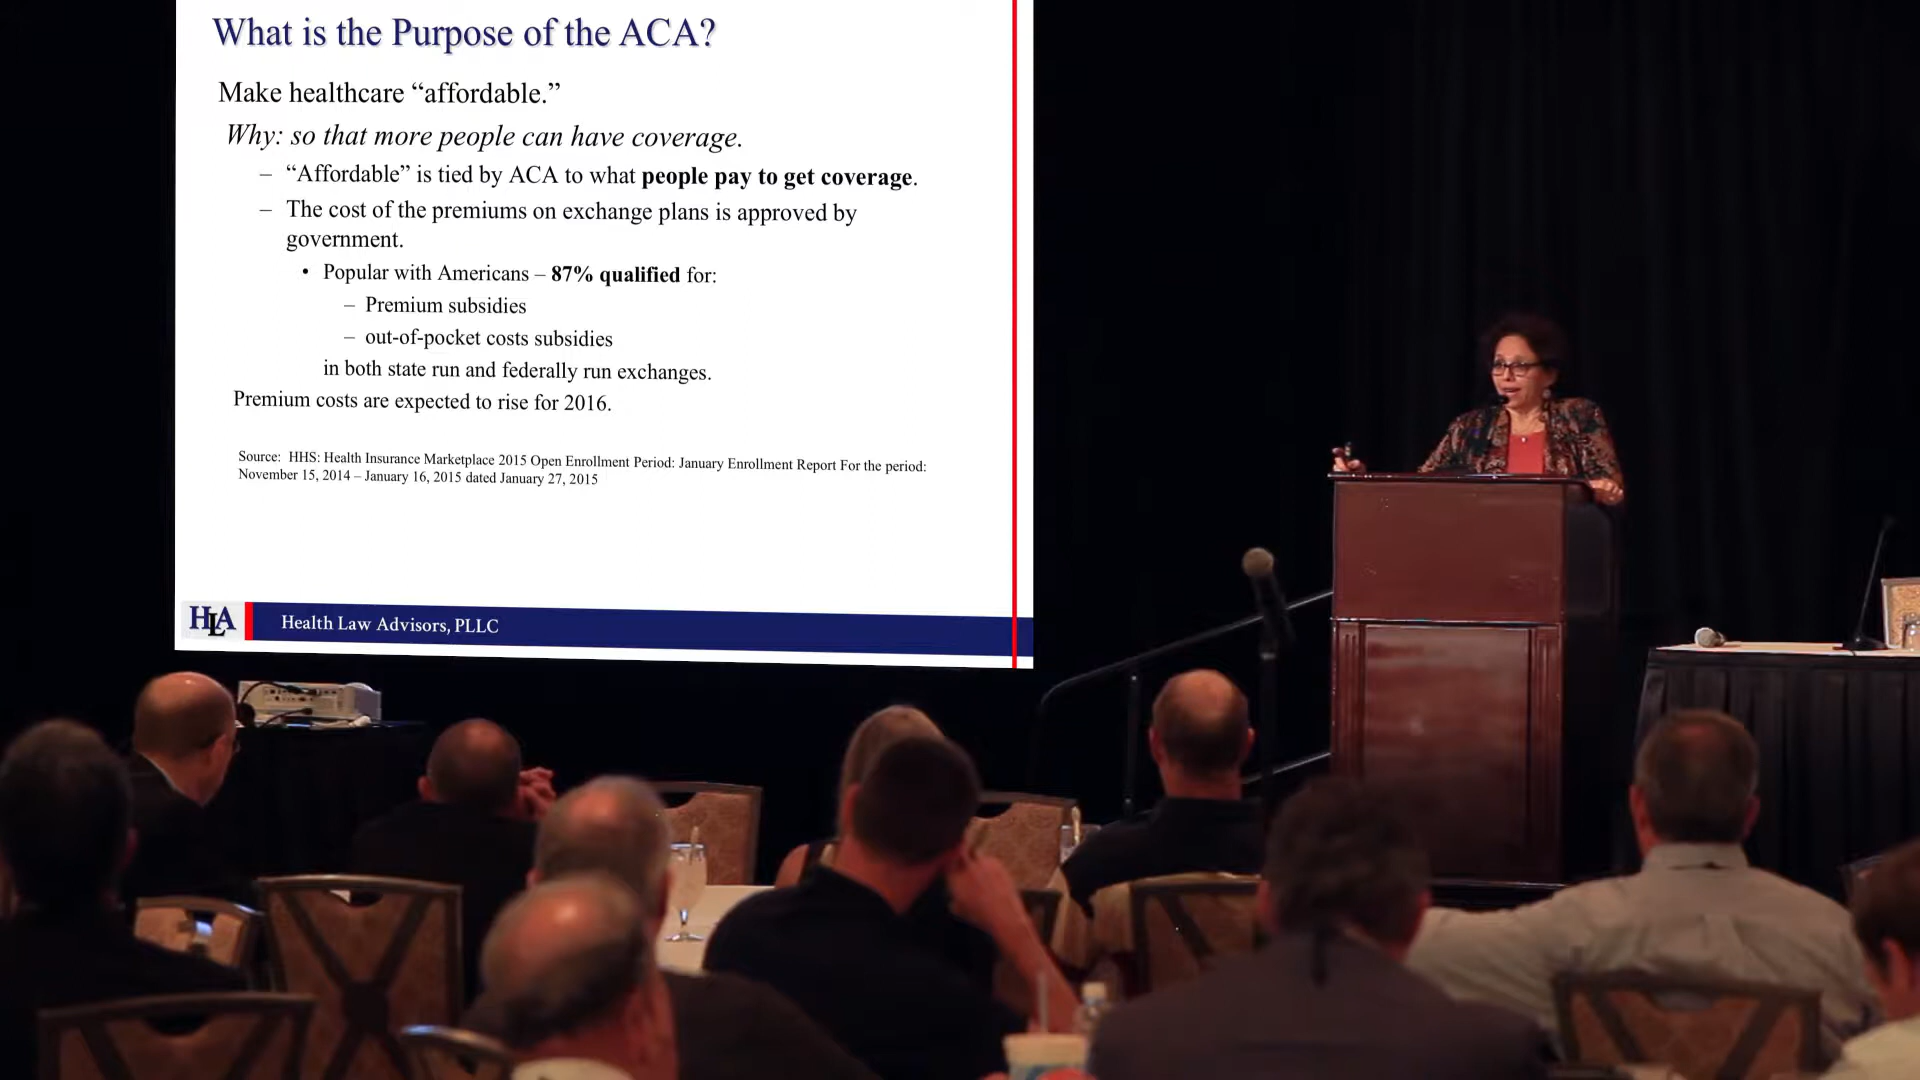 What is the Purpose of the ACA?
Make healthcare “affordable.”
Why: so that more people can have coverage.
– “Affordable” is tied by ACA to what people pay to get coverage.
– The cost of the premiums on exchange plans is approved by
government.
• Popular with Americans – 87% qualified for:
– Premium subsidies
– out-of-pocket costs subsidies
in both state run and federally run exchanges.
Premium costs are expected to rise for 2016.
Source: HHS: Health Insurance Marketplace 2015 Open Enrollment Period: January Enrollment Report For the period:
November 15, 2014 – January 16, 2015 dated January 27, 2015
HLA Health Law Advisors, PLLC